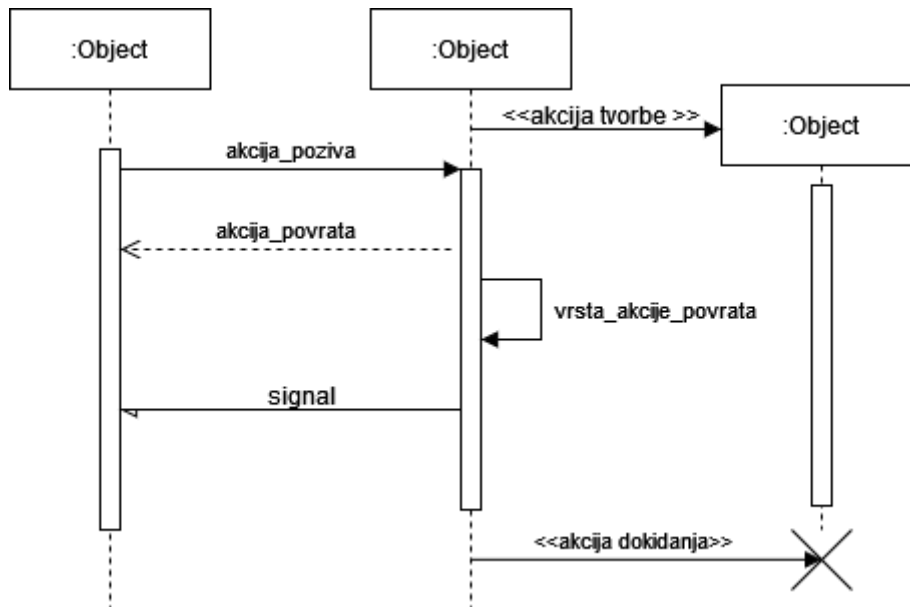 :Object
:Object
<<akcija tvorbe >>
:Object
akcija_poziva
akcija_povrata
vrsta_akcije_povrata
signal
<<akcija dokidanja>>